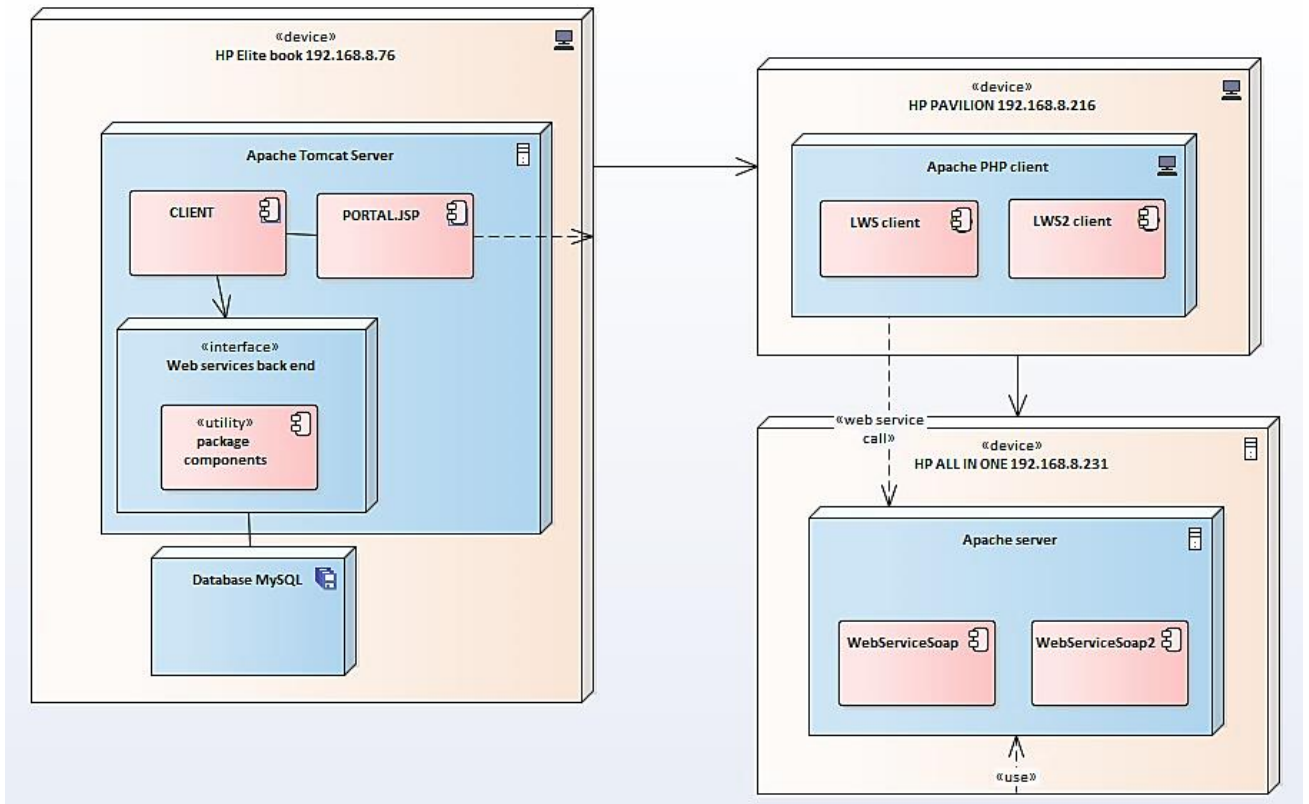 «device»
HP Elite book 192.168.8.76
Apache Tomcat Server
CLIENT
PORTAL.JSP
«interface»
Web services back end
«utility»
package
components
Database MySQL
«device»
HP PAVILION 192.168.8.216
Apache PHP client
LWS client
LWS2 client
«web service
call»
«device»
HP ALL IN ONE 192.168.8.231
Apache server
WebServiceSoap
WebServiceSoap2
«use»